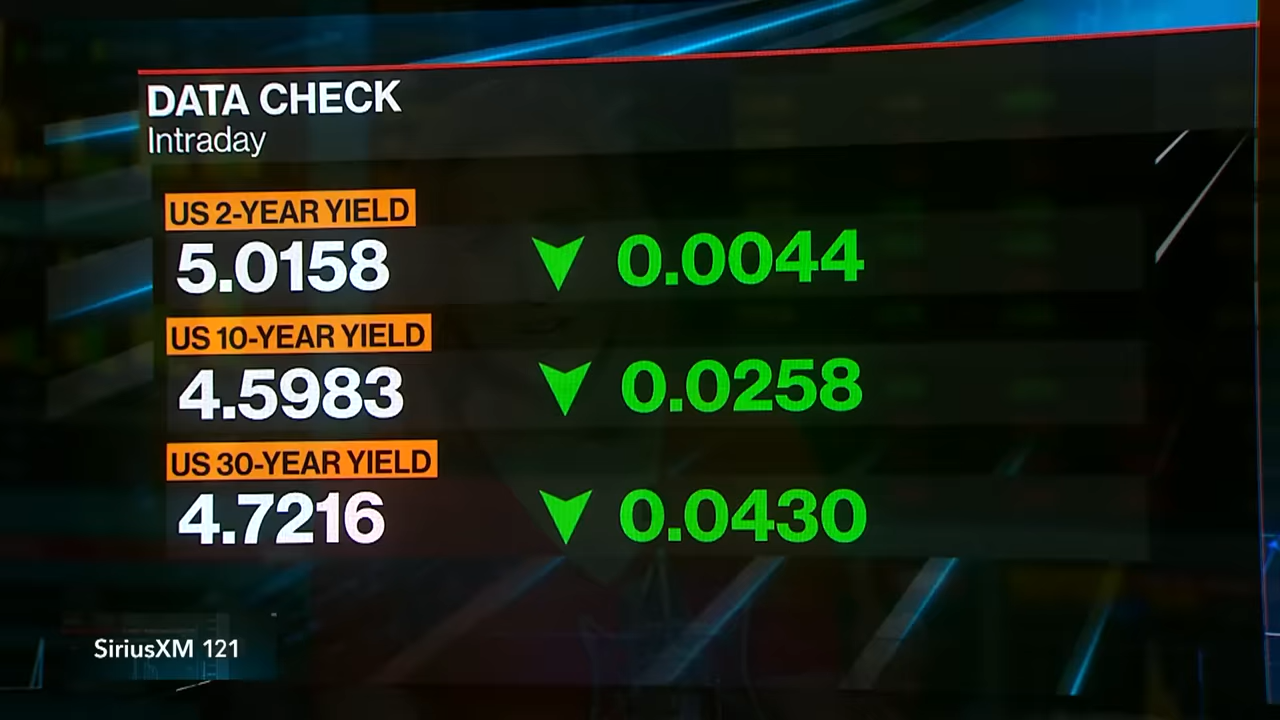 DATA CHECK
Intraday
US 2-YEAR YIELD
5.0158 ▼ 0.0044
US 10-YEAR YIELD
4.5983 ▼ 0.0258
US 30-YEAR YIELD
4.7216 ▼ 0.0430
SiriusXM 121